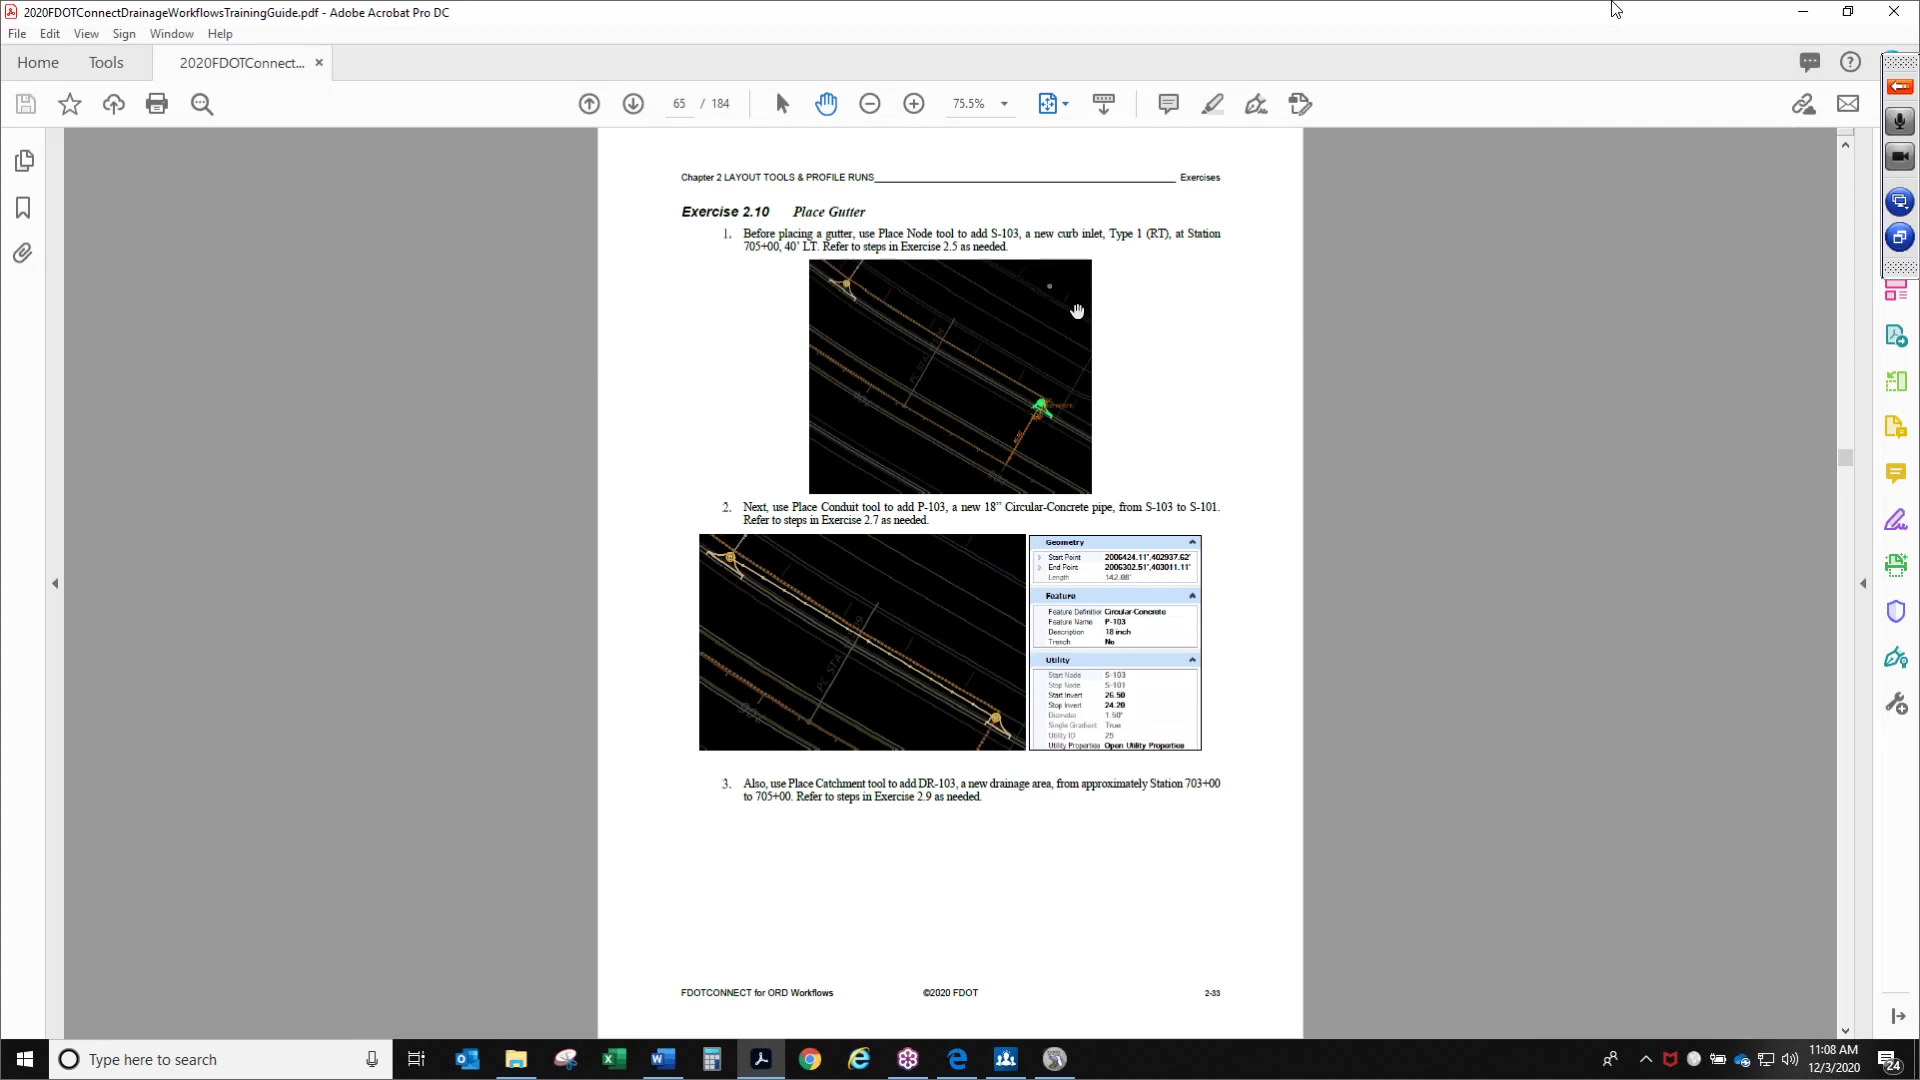 2020FDOTConnectDrainageWorkflowsTrainingGuide.pdf - Adobe Acrobat Pro DC
File Edit View Sign Window Help
Home Tools 2020FDOTConnect... ×
65 / 184 75.5%
Chapter 2 LAYOUT TOOLS & PROFILE RUNS Exercises
Exercise 2.10 Place Gutter
1. Before placing a gutter, use Place Node tool to add S-103, a new curb inlet, Type 1 (RT), at Station
705+00, 40' LT. Refer to steps in Exercise 2.5 as needed.
2. Next, use Place Conduit tool to add P-103, a new 18" Circular-Concrete pipe, from S-103 to S-101.
Refer to steps in Exercise 2.7 as needed.
Geometry
Start Point 2006424.11',402937.62'
End Point 2006302.51',403011.11'
Length 142.08'
Feature
Feature Definitior Circular-Concrete
Feature Name P-103
Description 18 inch
Trench No
Utility
Start Node S-103
Stop Node S-101
Start Invert 26.50
Stop Invert 24.20
Diameter 1.50'
Single Gradient True
Utility ID 25
Utility Properties Open Utility Properties
3. Also, use Place Catchment tool to add DR-103, a new drainage area, from approximately Station 703+00
to 705+00. Refer to steps in Exercise 2.9 as needed.
FDOTCONNECT for ORD Workflows ©2020 FDOT 2-33
Type here to search
11:08 AM
12/3/2020
24